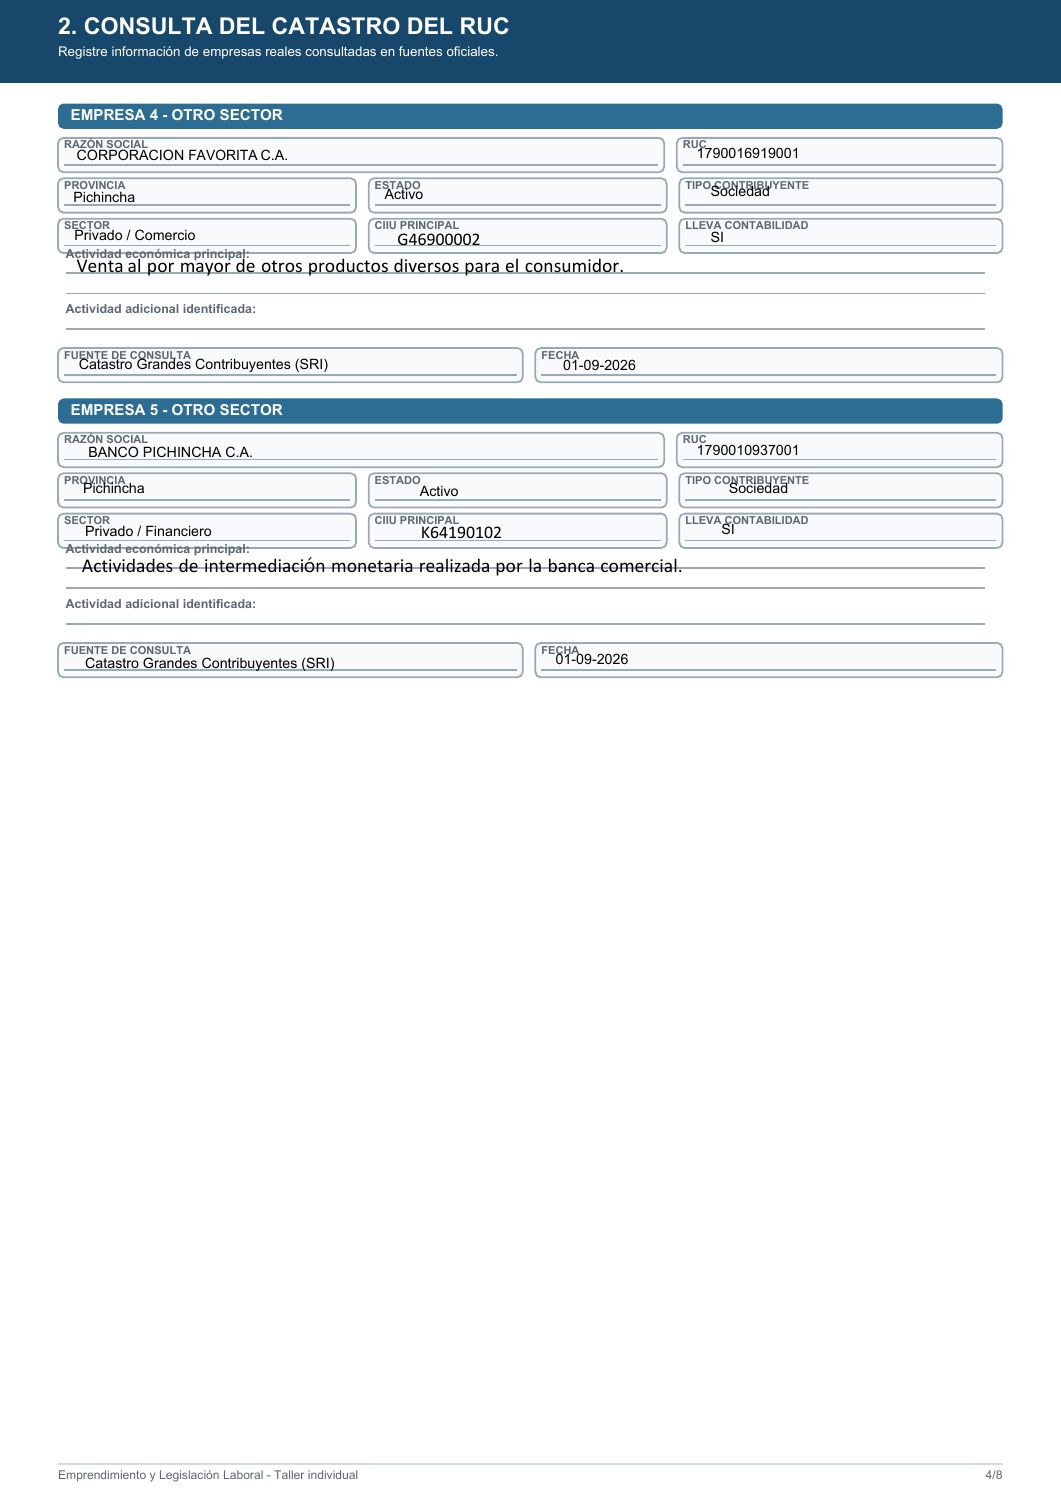 2. CONSULTA DEL CATASTRO DEL RUC
Registre información de empresas reales consultadas en fuentes oficiales.
EMPRESA 4 - OTRO SECTOR
RAZÓN SOCIAL
CORPORACION FAVORITA C.A.
RUC
1790016919001
PROVINCIA
Pichincha
ESTADO
Activo
TIPO CONTRIBUYENTE
Sociedad
SECTOR
Privado / Comercio
CIIU PRINCIPAL
G46900002
LLEVA CONTABILIDAD
SI
Actividad económica principal:
Venta al por mayor de otros productos diversos para el consumidor.
Actividad adicional identificada:
FUENTE DE CONSULTA
Catastro Grandes Contribuyentes (SRI)
FECHA
01-09-2026
EMPRESA 5 - OTRO SECTOR
RAZÓN SOCIAL
BANCO PICHINCHA C.A.
RUC
1790010937001
PROVINCIA
Pichincha
ESTADO
Activo
TIPO CONTRIBUYENTE
Sociedad
SECTOR
Privado / Financiero
CIIU PRINCIPAL
K64190102
LLEVA CONTABILIDAD
SI
Actividad económica principal:
Actividades de intermediación monetaria realizada por la banca comercial.
Actividad adicional identificada:
FUENTE DE CONSULTA
Catastro Grandes Contribuyentes (SRI)
FECHA
01-09-2026
Emprendimiento y Legislación Laboral - Taller individual
4/8